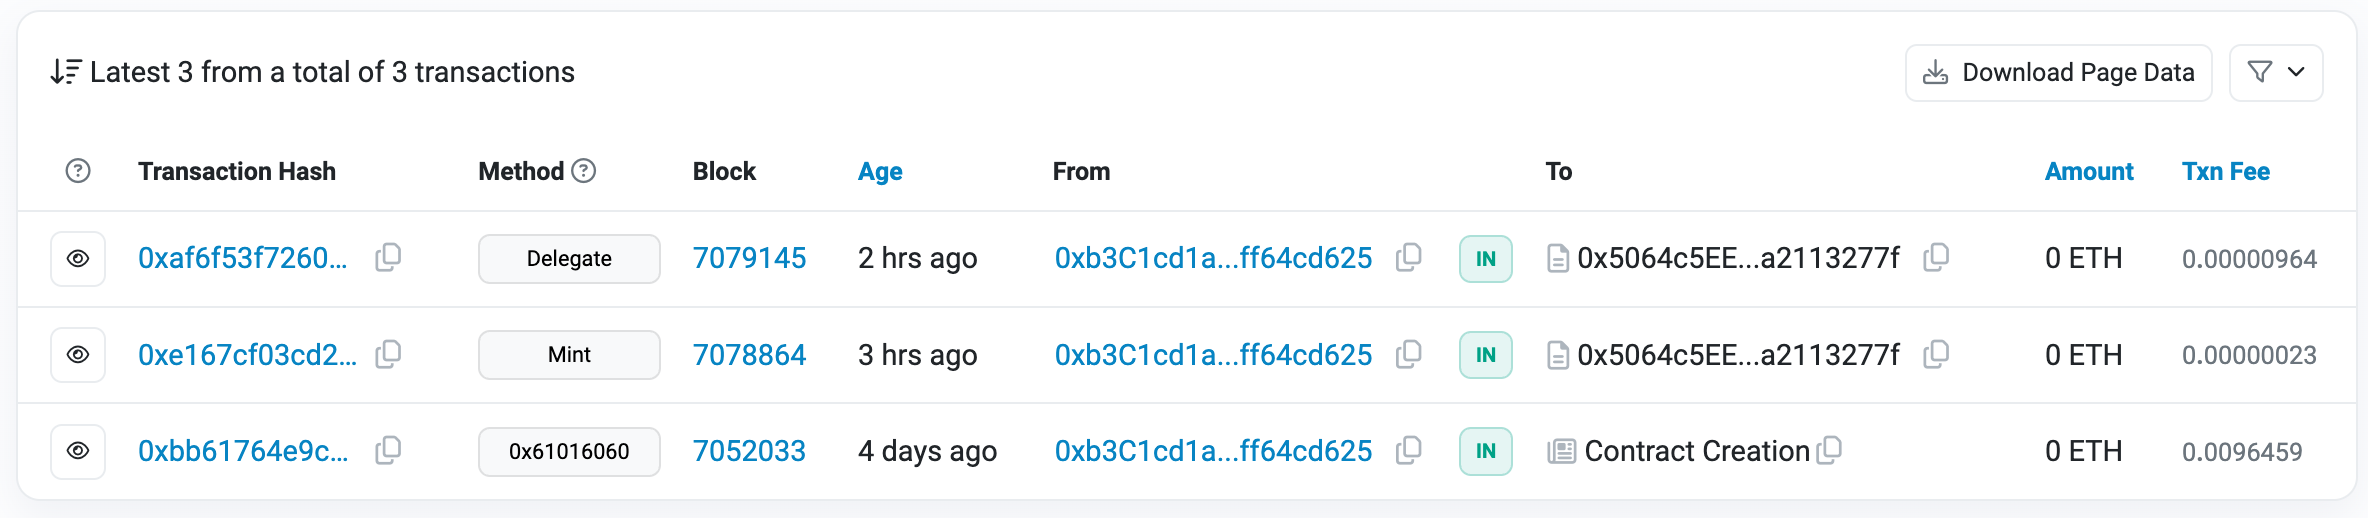 Latest 3 from a total of 3 transactions Download Page Data
Transaction Hash Method Block Age From To Amount Txn Fee
0xaf6f53f7260... Delegate 7079145 2 hrs ago 0xb3C1cd1a...ff64cd625 IN 0x5064c5EE...a2113277f 0 ETH 0.00000964
0xe167cf03cd2... Mint 7078864 3 hrs ago 0xb3C1cd1a...ff64cd625 IN 0x5064c5EE...a2113277f 0 ETH 0.00000023
0xbb61764e9c... 0x61016060 7052033 4 days ago 0xb3C1cd1a...ff64cd625 IN Contract Creation 0 ETH 0.0096459